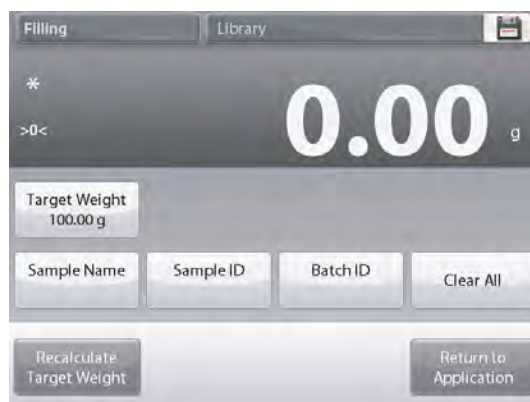 Filling
Library
*
0.00 g
>0<
Target Weight
100.00 g
Sample Name
Sample ID
Batch ID
Clear All
Recalculate
Target Weight
Return to
Application